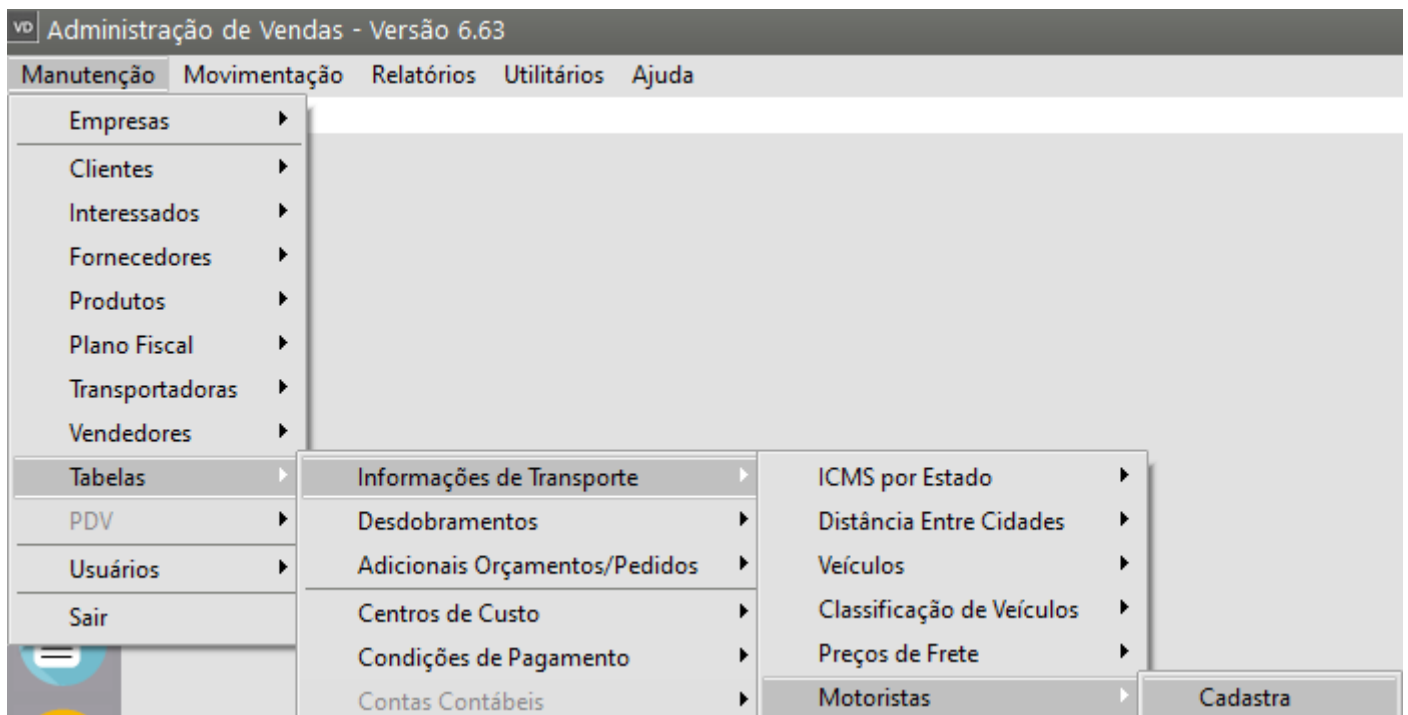 VD Administração de Vendas - Versão 6.63
Manutenção Movimentação Relatórios Utilitários Ajuda
Empresas
Clientes
Interessados
Fornecedores
Produtos
Plano Fiscal
Transportadoras
Vendedores
Tabelas
PDV
Usuários
Sair
Informações de Transporte
Desdobramentos
Adicionais Orçamentos/Pedidos
Centros de Custo
Condições de Pagamento
Contas Contábeis
ICMS por Estado
Distância Entre Cidades
Veículos
Classificação de Veículos
Preços de Frete
Motoristas
Cadastra